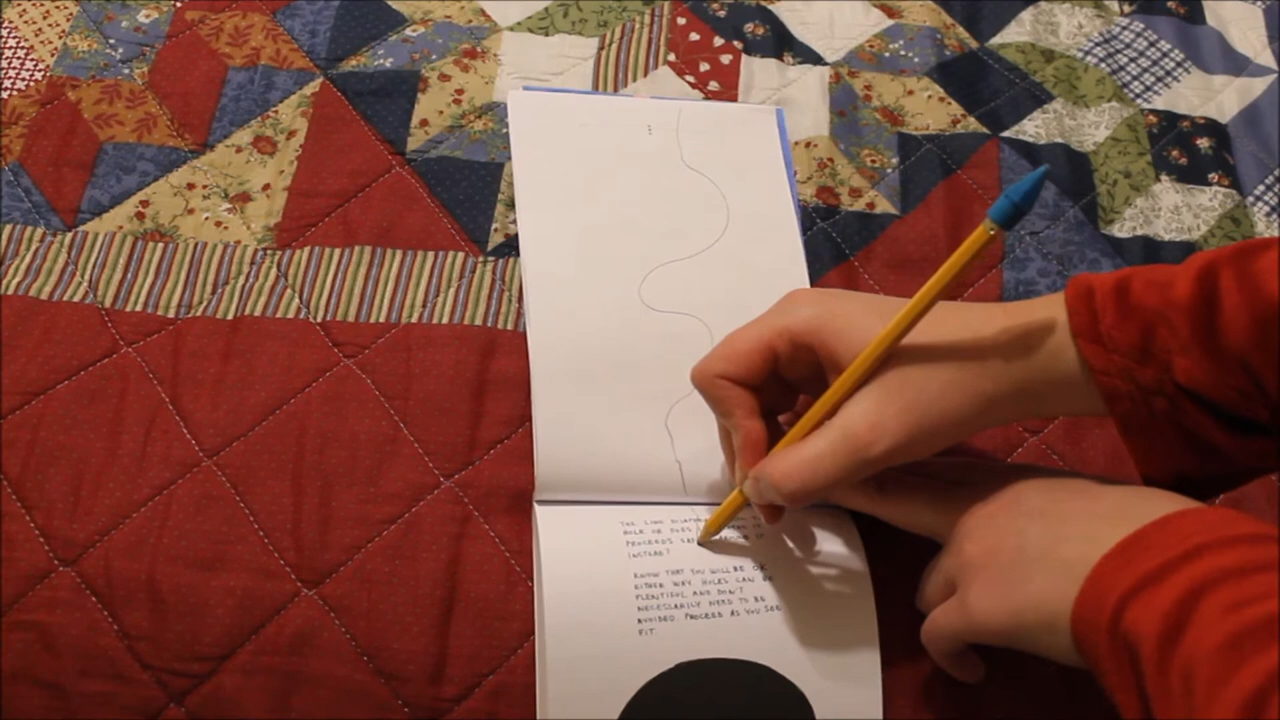 THE LINE
HOLE OR DOES
PROCEEDS
INSTEAD?
KNOW THAT YOU WILL BE OK
EITHER WAY. HOLES CAN BE
PLENTIFUL AND DON'T
NECESSARILY NEED TO BE
AVOIDED. PROCEED AS YOU SEE
FIT.